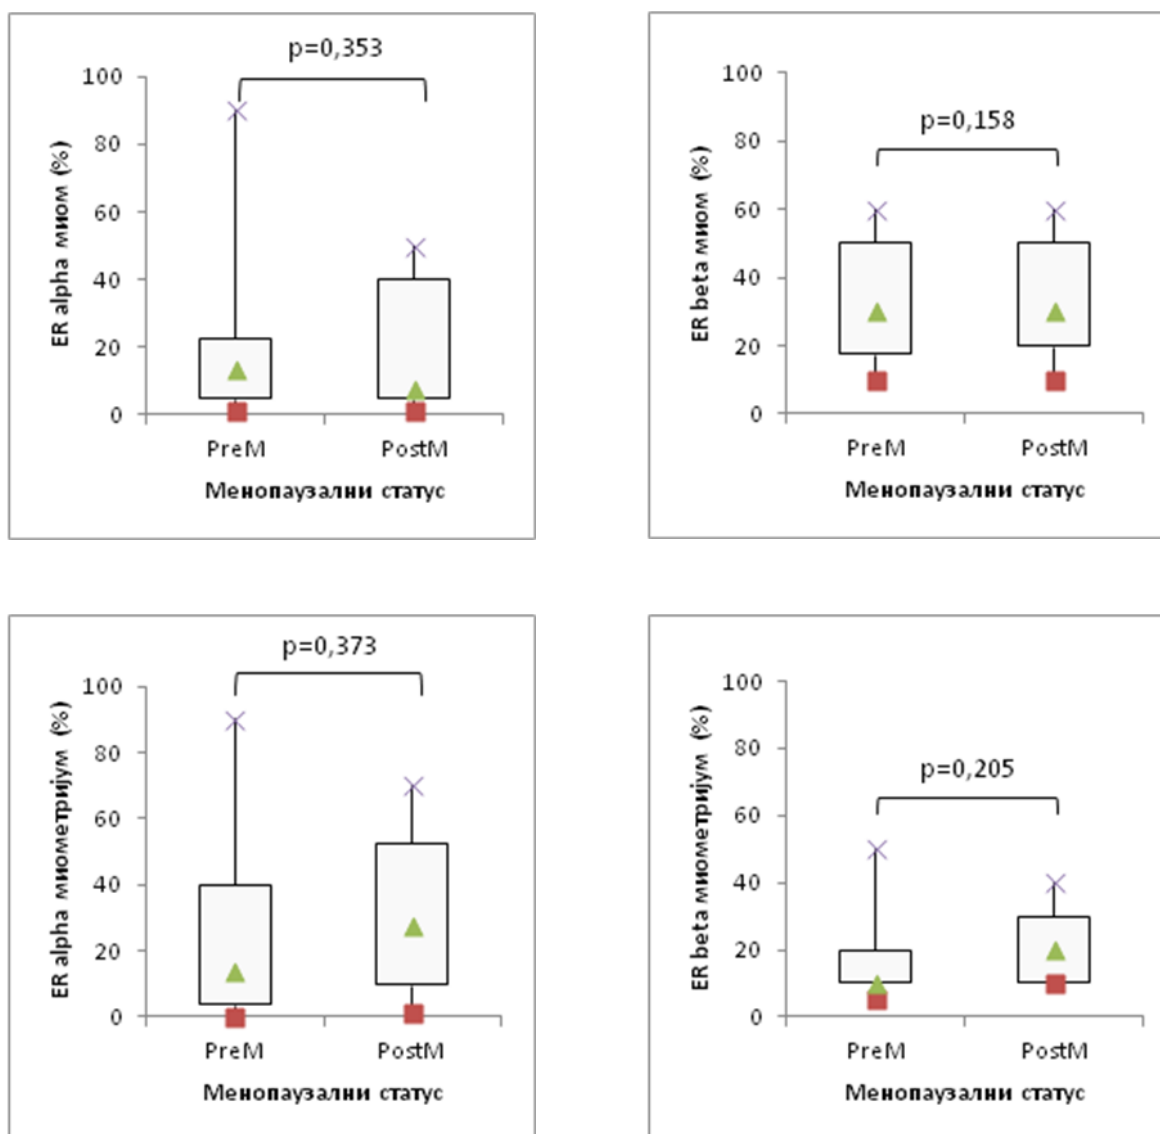 p=0,353
ER alpha миом (%)
100
80
60
40
20
0
PreM PostM
Менопаузални статус
p=0,158
ER beta миом (%)
100
80
60
40
20
0
PreM PostM
Менопаузални статус
p=0,373
ER alpha миометријум (%)
100
80
60
40
20
0
PreM PostM
Менопаузални статус
p=0,205
ER beta миометријум (%)
100
80
60
40
20
0
PreM PostM
Менопаузални статус